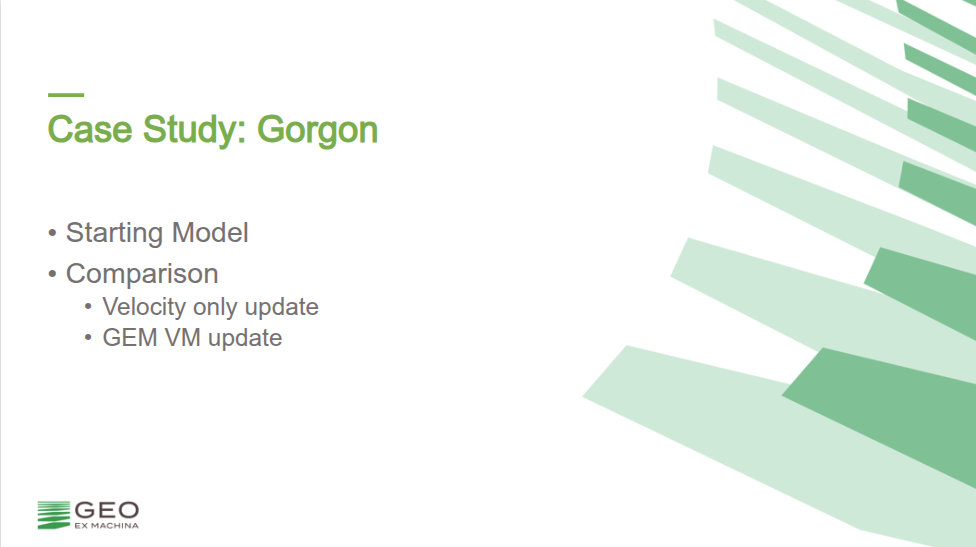 Case Study: Gorgon
• Starting Model
• Comparison
• Velocity only update
• GEM VM update
GEO
EX MACHINA